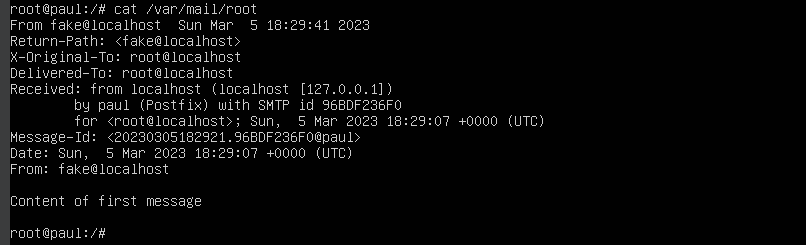 root@paul:/# cat /var/mail/root
From fake@localhost  Sun Mar  5 18:29:41 2023
Return-Path: <fake@localhost>
X-Original-To: root@localhost
Delivered-To: root@localhost
Received: from localhost (localhost [127.0.0.1])
        by paul (Postfix) with SMTP id 96BDF236F0
        for <root@localhost>; Sun,  5 Mar 2023 18:29:07 +0000 (UTC)
Message-Id: <20230305182921.96BDF236F0@paul>
Date: Sun,  5 Mar 2023 18:29:07 +0000 (UTC)
From: fake@localhost

Content of first message

root@paul:/#